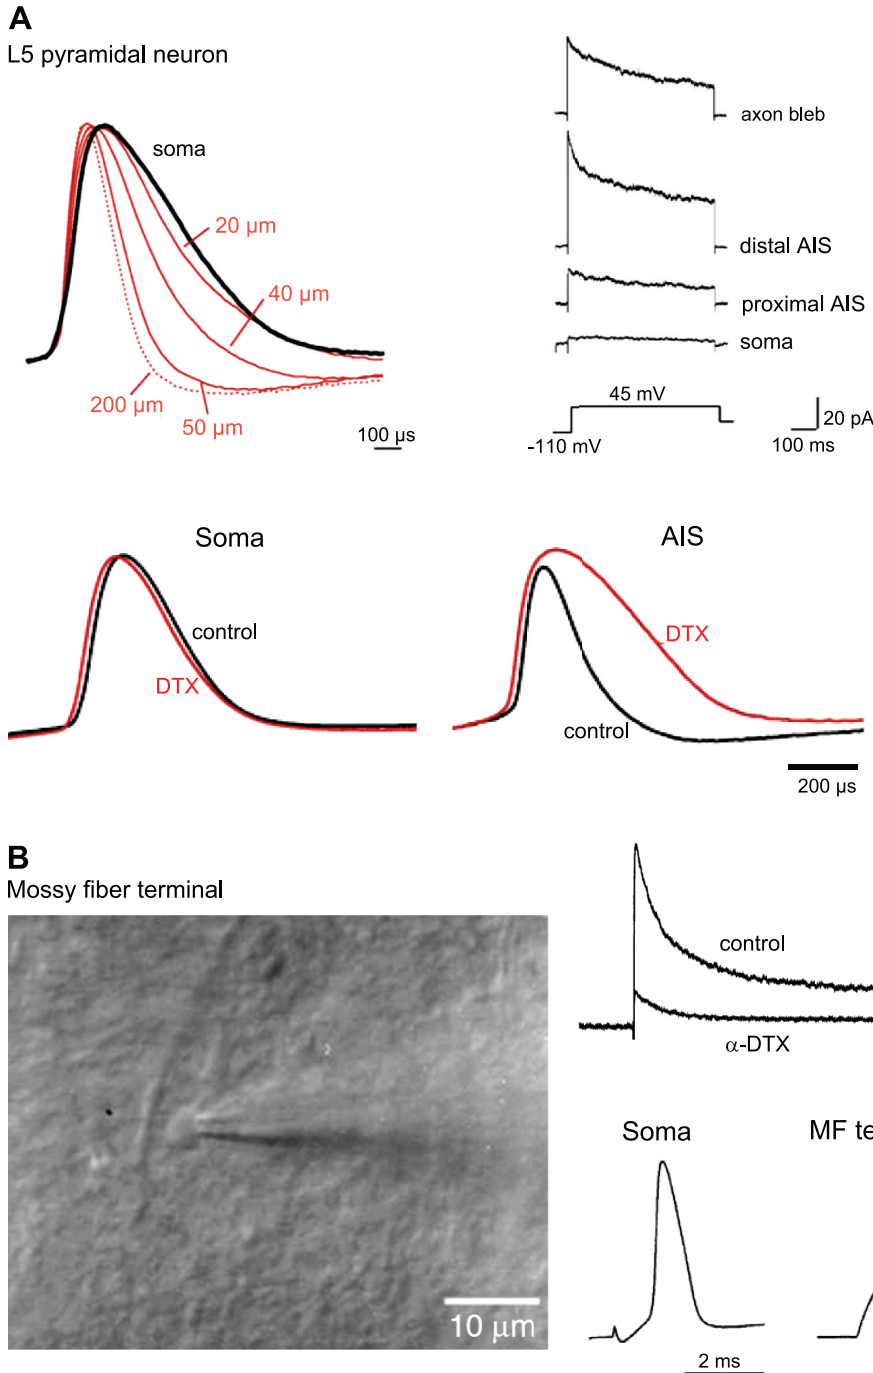 A
L5 pyramidal neuron
soma
20 µm
40 µm
200 µm
50 µm
100 µs
axon bleb
distal AIS
proximal AIS
soma
45 mV
-110 mV
20 pA
100 ms
Soma
control
DTX
AIS
DTX
control
200 µs
B
Mossy fiber terminal
10 µm
control
α-DTX
Soma
MF te
2 ms